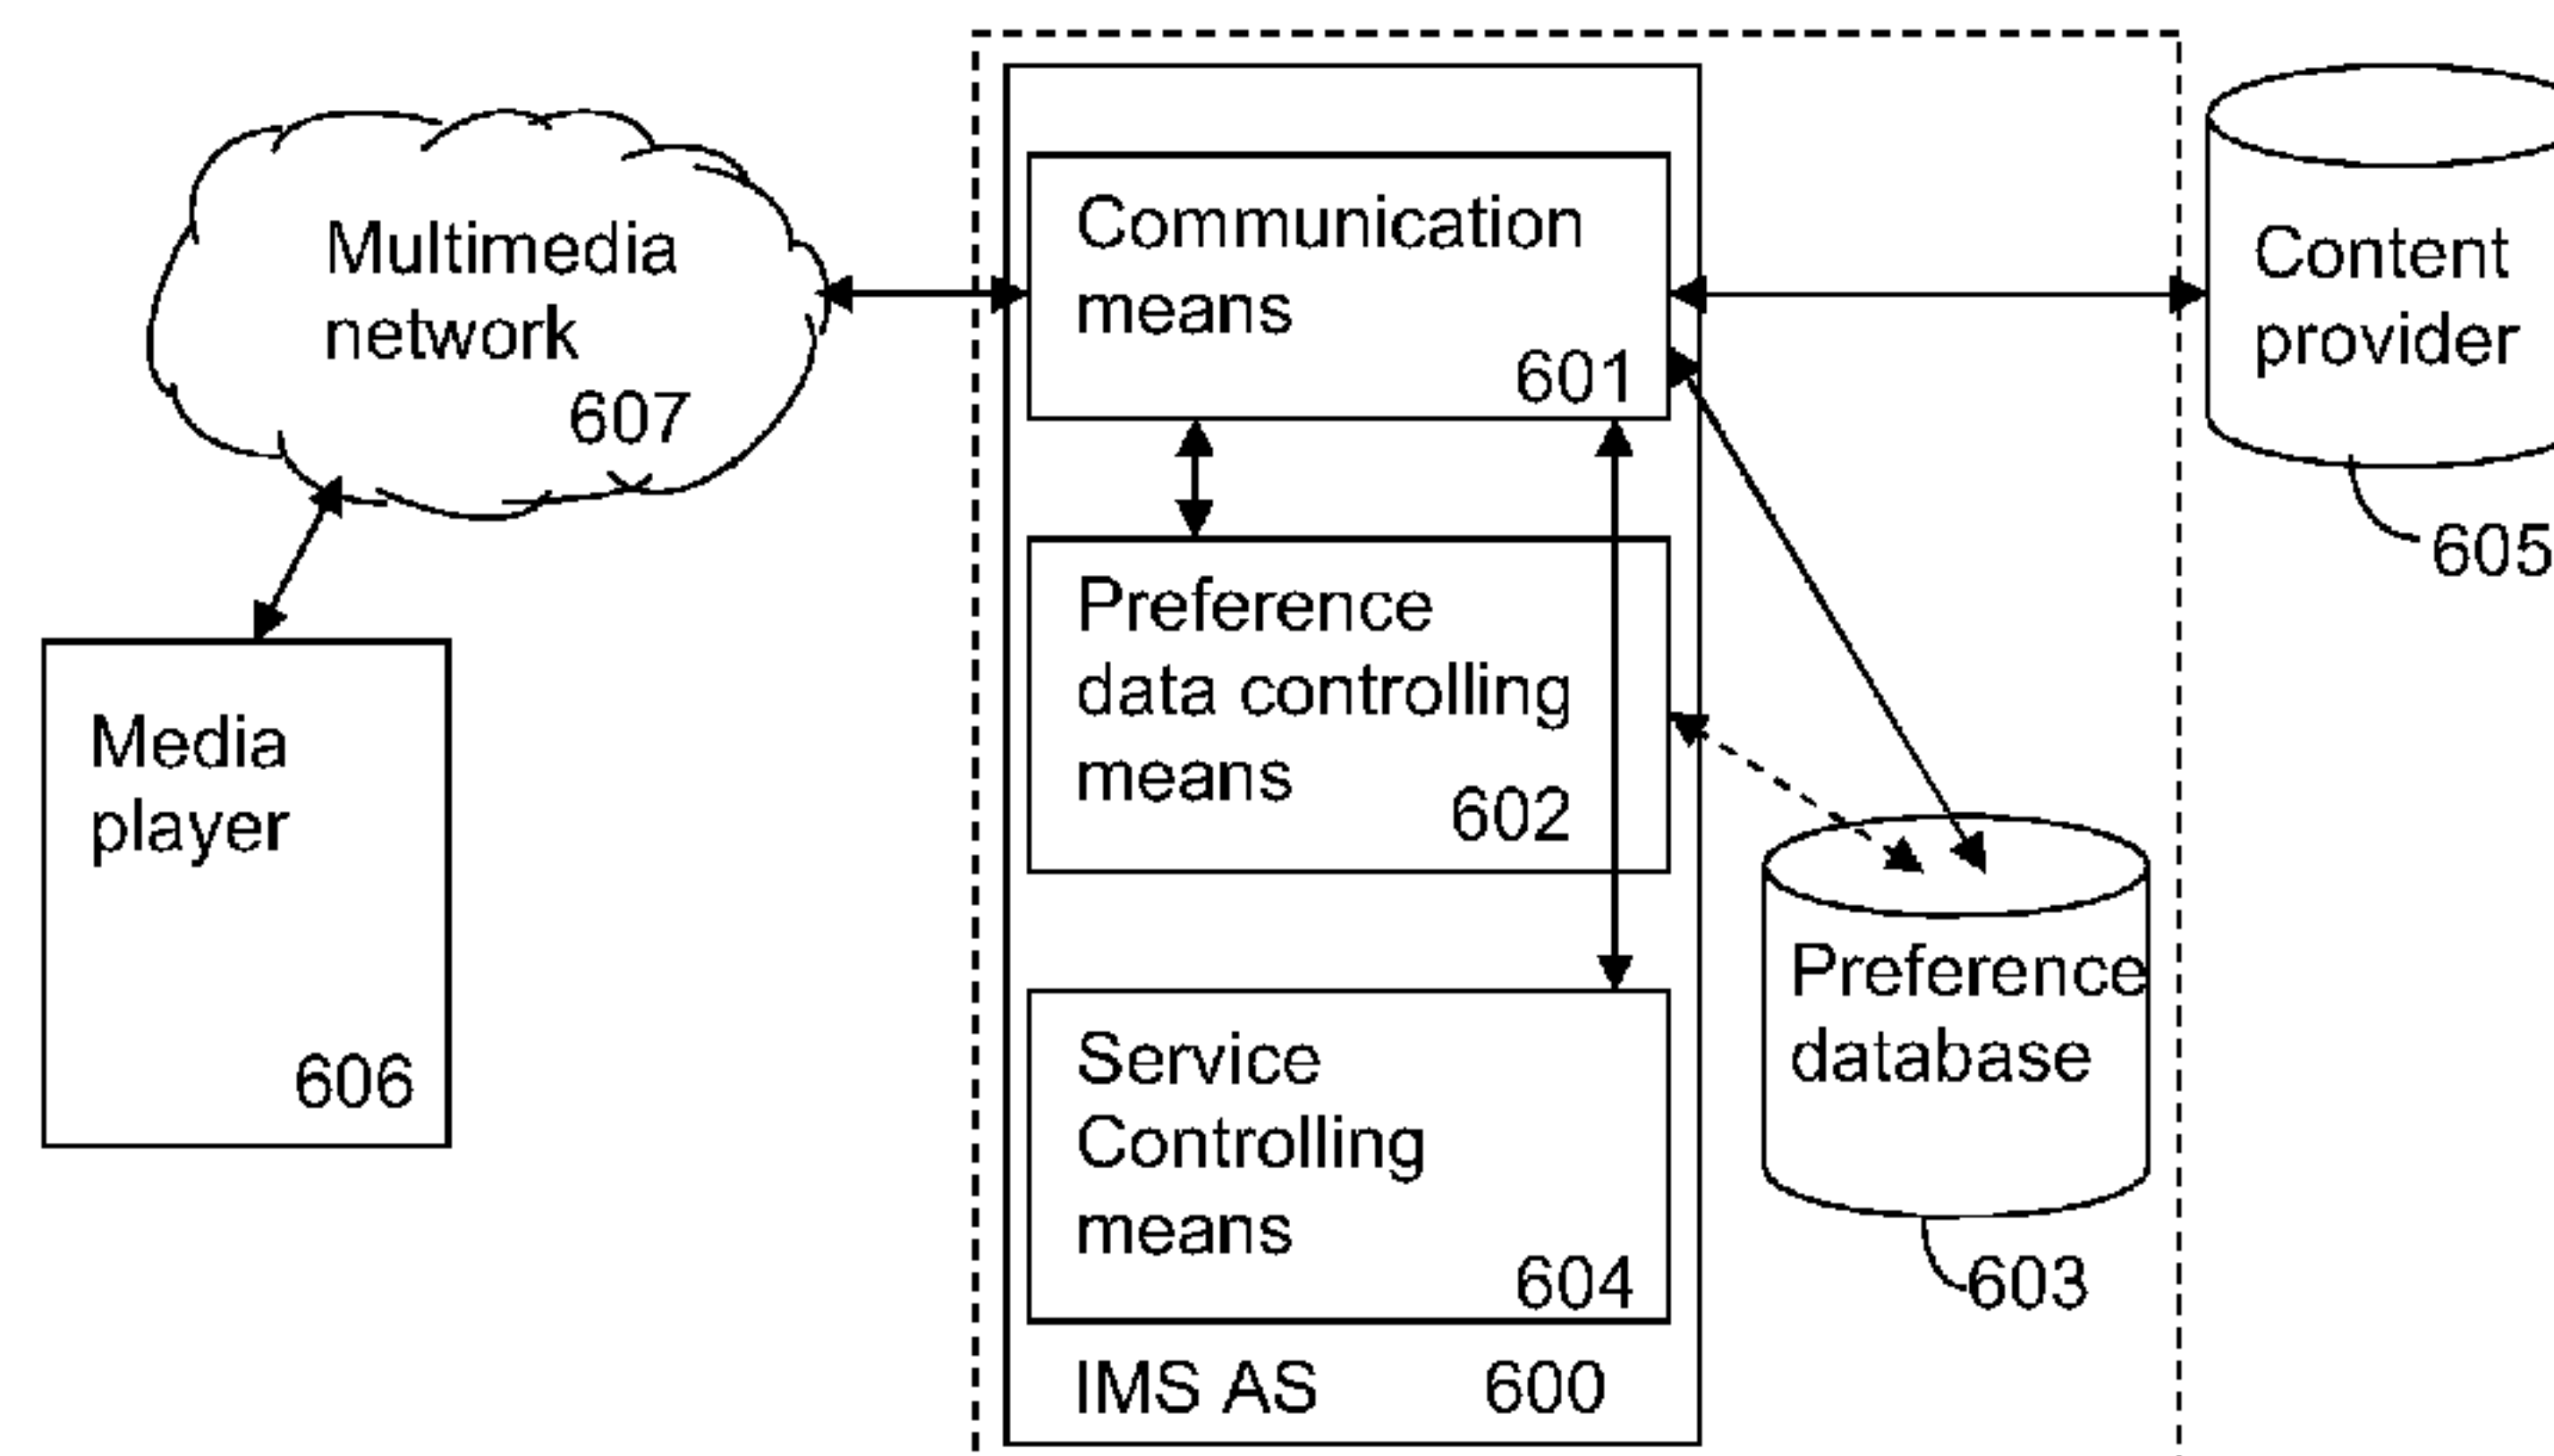 Multimedia
network
607
Media
player
606
Communication
means
601
Preference
data controlling
means
602
Service
Controlling
means
604
IMS AS 600
Content
provider
605
Preference
database
603